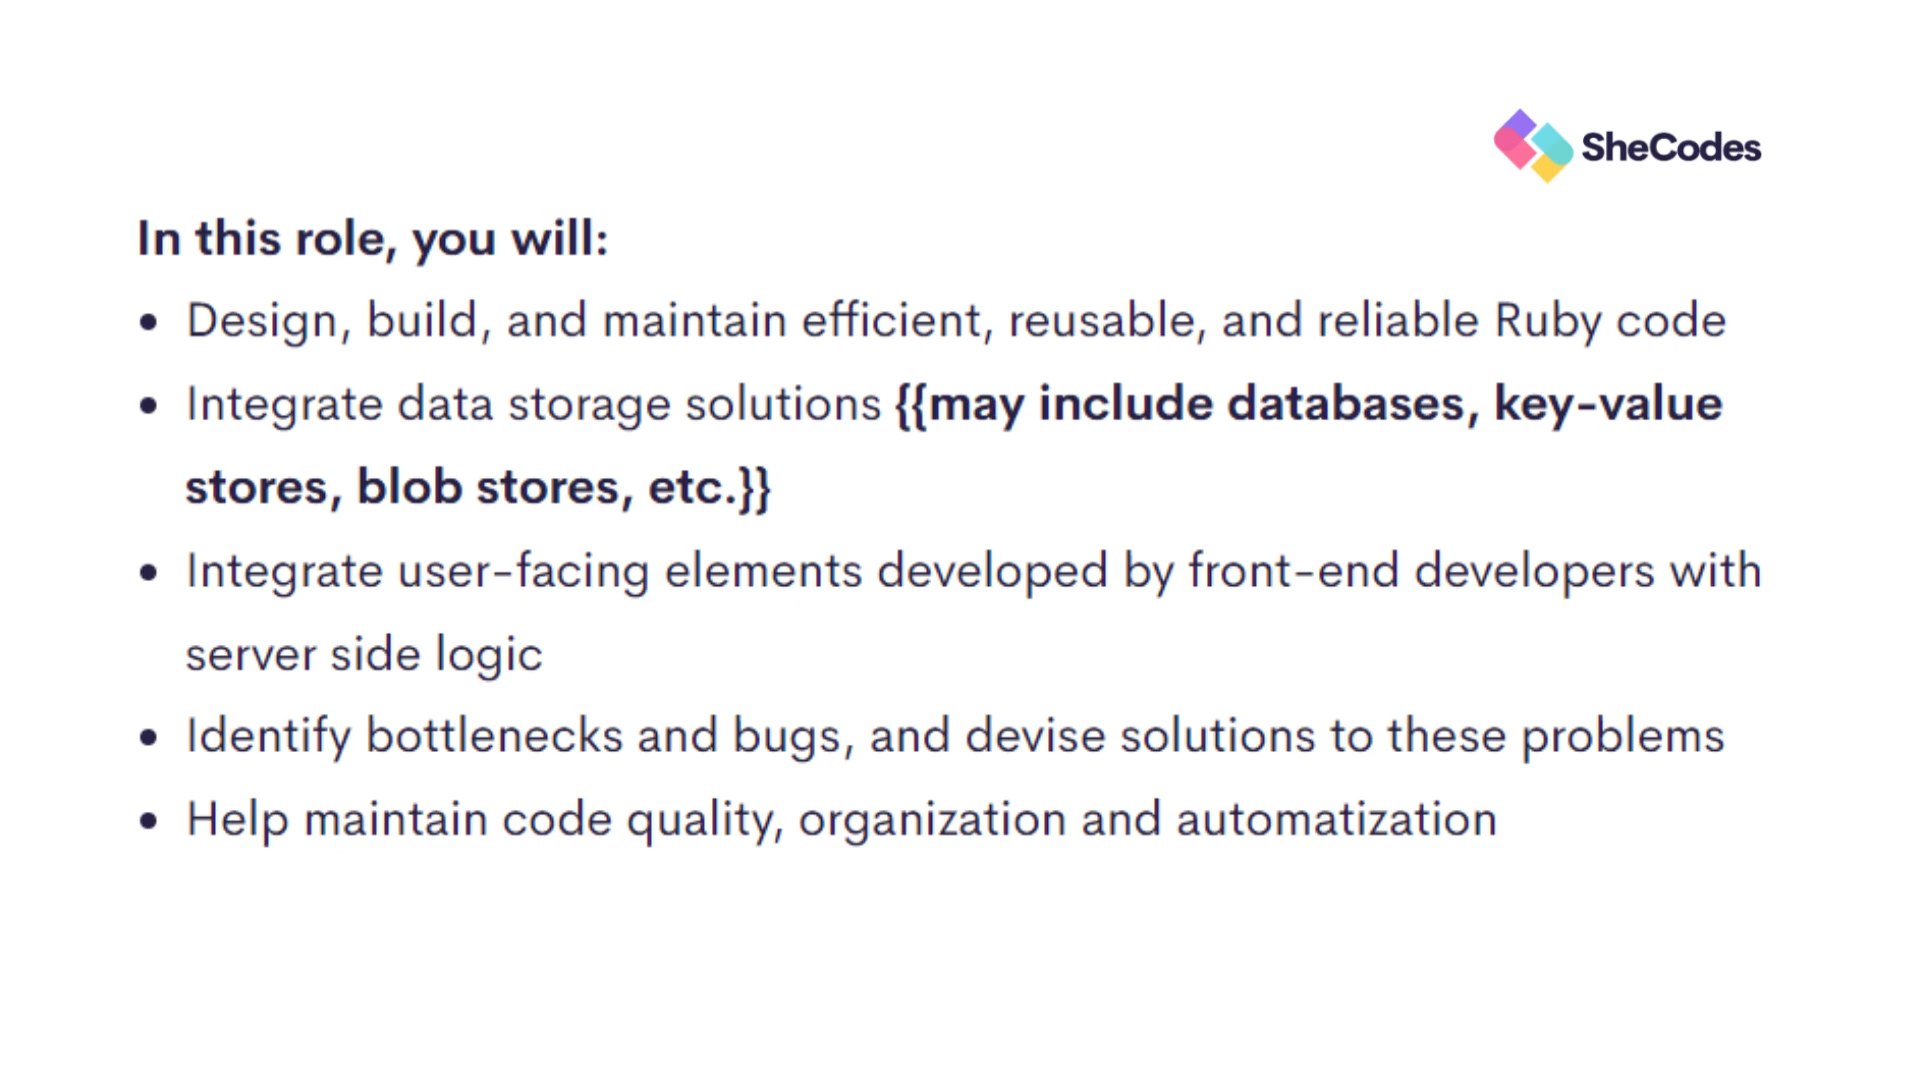 SheCodes
In this role, you will:
• Design, build, and maintain efficient, reusable, and reliable Ruby code
• Integrate data storage solutions {{may include databases, key-value
stores, blob stores, etc.}}
• Integrate user-facing elements developed by front-end developers with
server side logic
• Identify bottlenecks and bugs, and devise solutions to these problems
• Help maintain code quality, organization and automatization